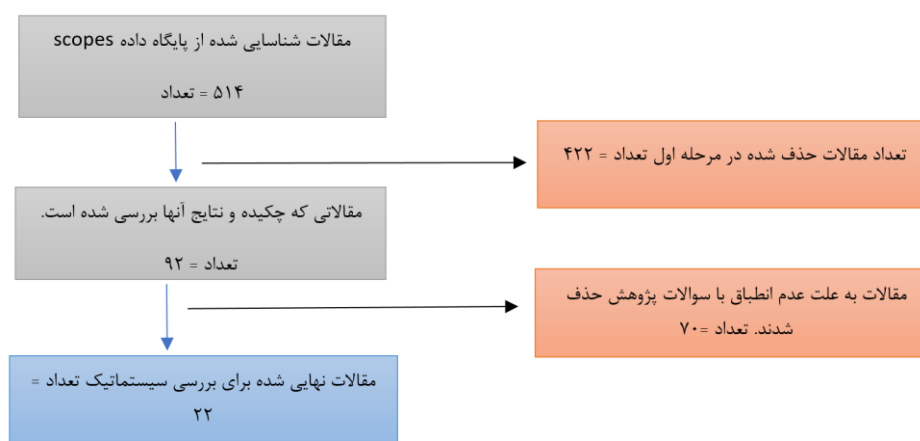 مقالات شناسایی شده از پایگاه داده scopes
تعداد = ۵۱۴
تعداد مقالات حذف شده در مرحله اول تعداد = ۴۲۲
مقالاتی که چکیده و نتایج آنها بررسی شده است.
تعداد = ۹۲
مقالات به علت عدم انطباق با سوالات پژوهش حذف
شدند. تعداد =۷۰
مقالات نهایی شده برای بررسی سیستماتیک تعداد =
۲۲